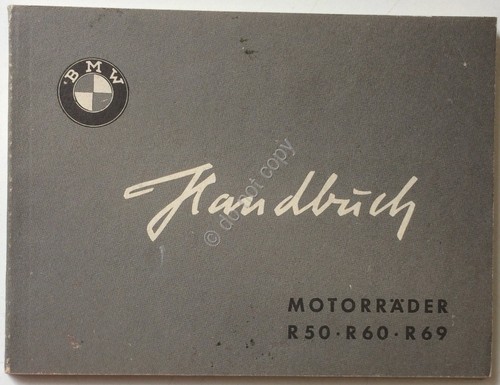 BMW
Handbuch
© do not copy
MOTORRÄDER
R50 · R60 · R69